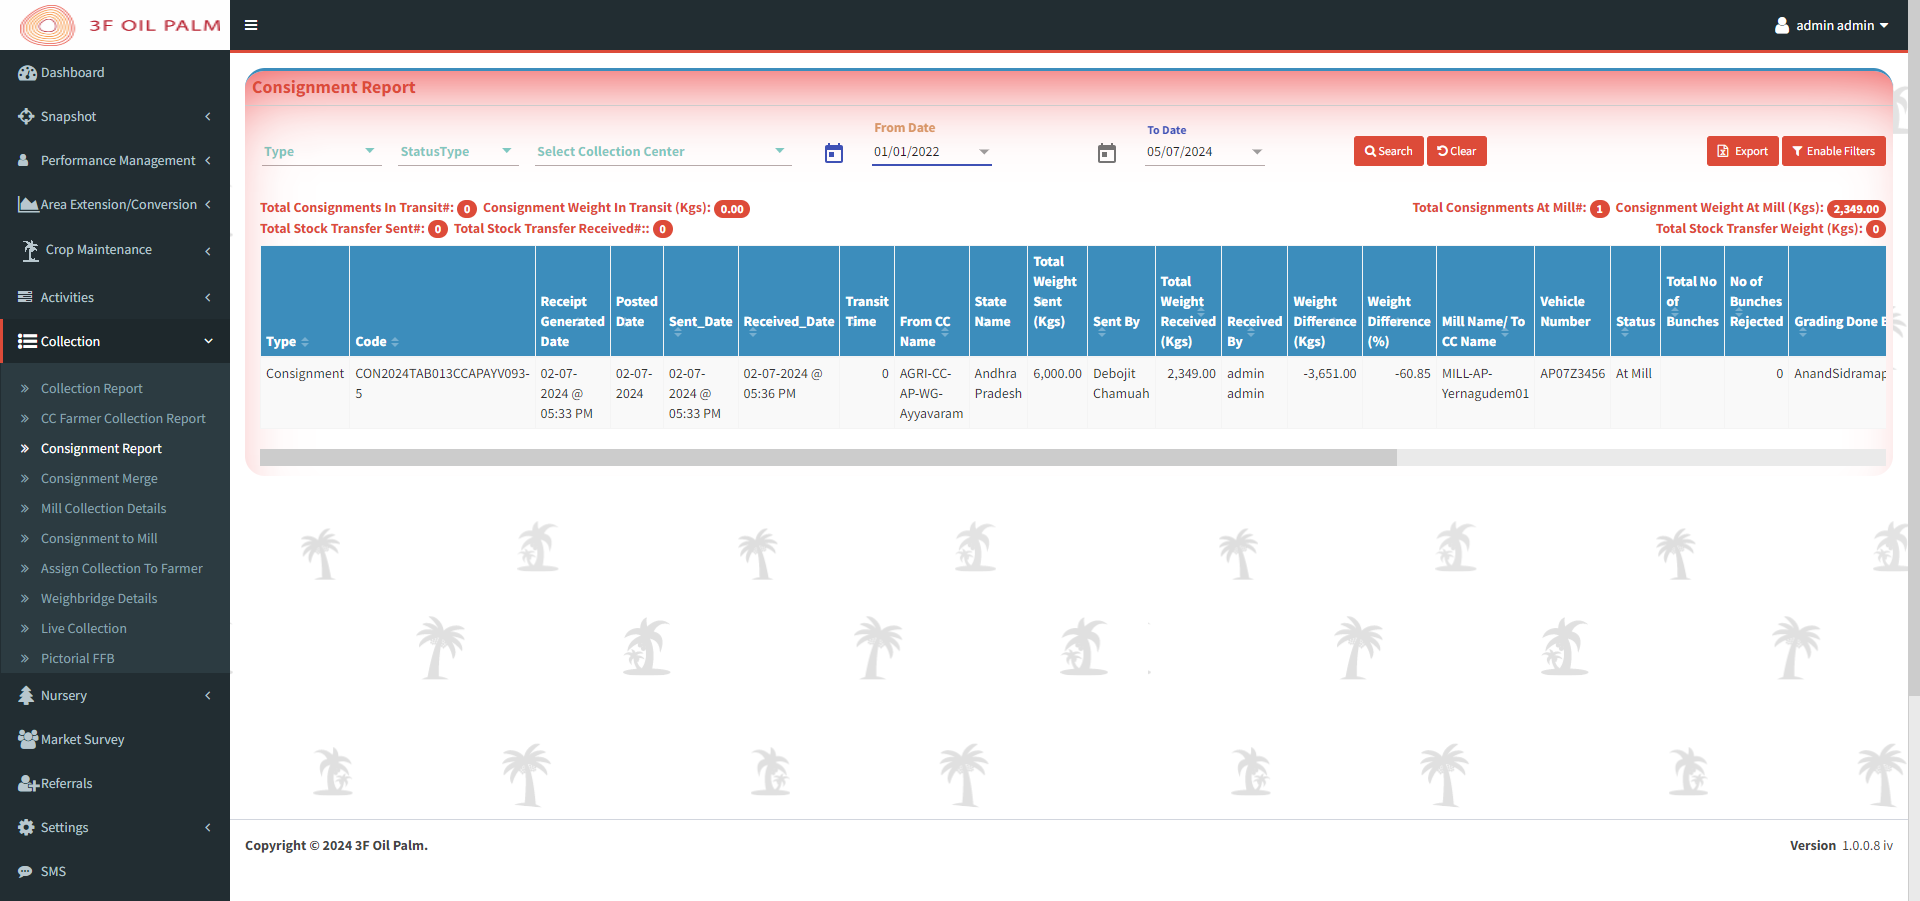 3F OIL PALM
admin admin
Dashboard
Snapshot
Performance Management
Area Extension/Conversion
Crop Maintenance
Activities
Collection
Collection Report
CC Farmer Collection Report
Consignment Report
Consignment Merge
Mill Collection Details
Consignment to Mill
Assign Collection To Farmer
Weighbridge Details
Live Collection
Pictorial FFB
Nursery
Market Survey
Referrals
Settings
SMS
Consignment Report
Type
StatusType
Select Collection Center
From Date
01/01/2022
To Date
05/07/2024
Search
Clear
Export
Enable Filters
Total Consignments In Transit#: 0 Consignment Weight In Transit (Kgs): 0.00
Total Consignments At Mill#: 1 Consignment Weight At Mill (Kgs): 2,349.00
Total Stock Transfer Sent#: 0 Total Stock Transfer Received#:: 0
Total Stock Transfer Weight (Kgs): 0
Type
Code
Receipt
Generated
Date
Posted
Date
Sent_Date
Received_Date
Transit
Time
From CC
Name
State
Name
Total
Weight
Sent
(Kgs)
Sent By
Total
Weight
Received
(Kgs)
Received
By
Weight
Difference
(Kgs)
Weight
Difference
(%)
Mill Name/ To
CC Name
Vehicle
Number
Status
Total No
of
Bunches
No of
Bunches
Rejected
Grading Done
Consignment
CON2024TAB013CCAPAYV093-
5
02-07-
2024 @
05:33 PM
02-07-
2024
02-07-
2024 @
05:33 PM
02-07-2024 @
05:36 PM
0
AGRI-CC-
AP-WG-
Ayyavaram
Andhra
Pradesh
6,000.00
Debojit
Chamuah
2,349.00
admin
admin
-3,651.00
-60.85
MILL-AP-
Yernagudem01
AP07Z3456
At Mill
0
AnandSidramap
Copyright © 2024 3F Oil Palm.
Version 1.0.0.8 iv